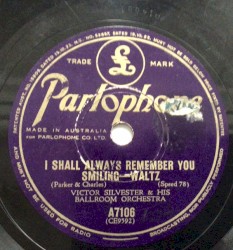 TRADE MARK
£
Parlophone
MADE IN AUSTRALIA
FOR PARLOPHONE CO. LTD.
I SHALL ALWAYS REMEMBER YOU
SMILING—WALTZ
(Parker & Charles) (Speed 78)
VICTOR SILVESTER & HIS
BALLROOM ORCHESTRA
A7106
(CE9592)